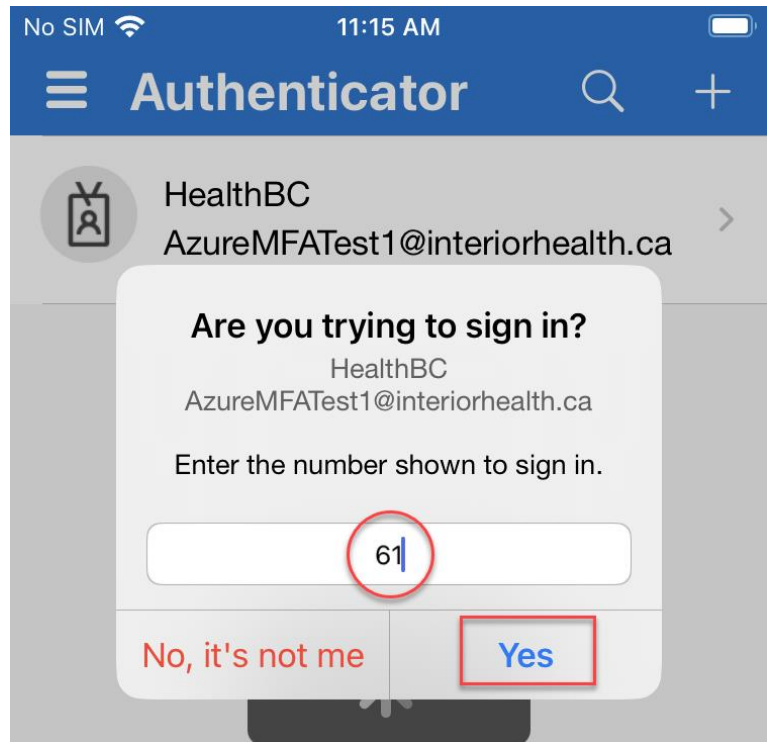 No SIM 11:15 AM
Authenticator
HealthBC
AzureMFATest1@interiorhealth.ca
Are you trying to sign in?
HealthBC
AzureMFATest1@interiorhealth.ca
Enter the number shown to sign in.
61
No, it's not me Yes